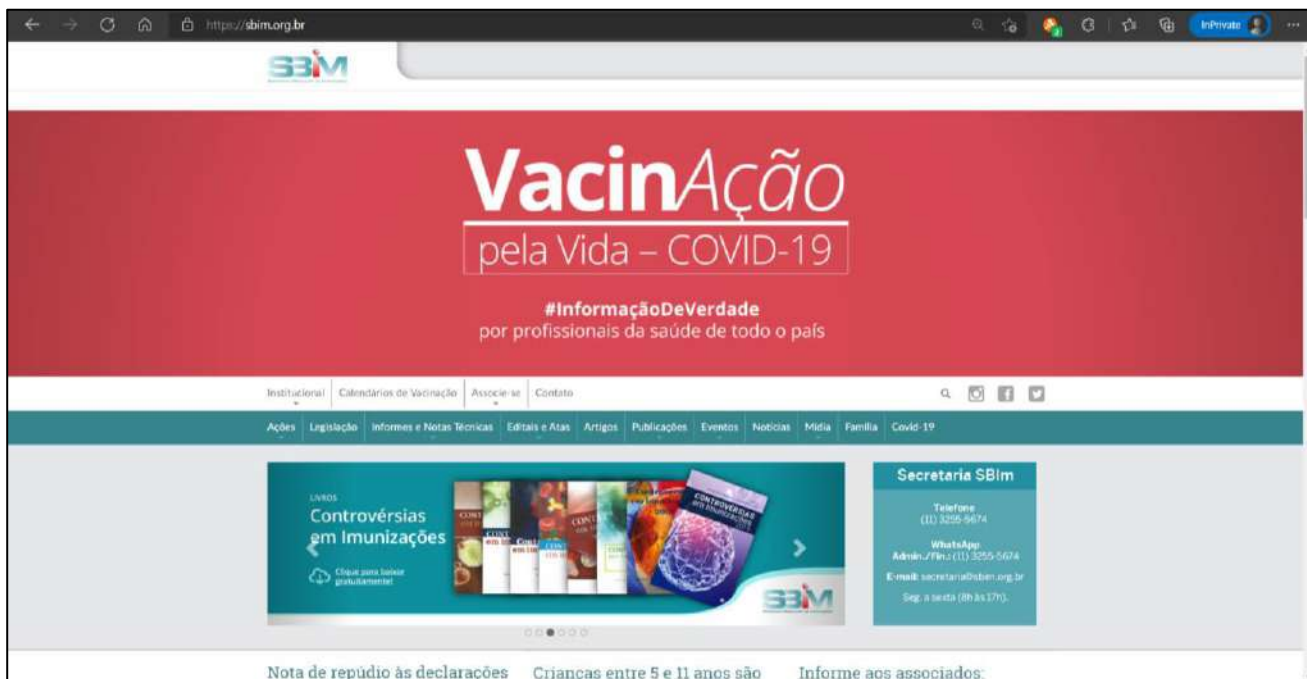 https://sbim.org.br
InPrivate
SBIM
VacinAção
pela Vida – COVID-19
#InformaçãoDeVerdade
por profissionais da saúde de todo o país
Institucional Calendários de Vacinação Associe-se Contato
Ações Legislação Informes e Notas Técnicas Editais e Atas Artigos Publicações Eventos Notícias Mídia Família Covid-19
LIVROS
Controvérsias
em Imunizações
Clique para baixar
gratuitamente!
CONTROVÉRSIAS
em Imunizações
SBIM
Secretaria SBIm
Telefone
(11) 3255-5674
WhatsApp
Admin./Fin.: (11) 3255-5674
E-mail: secretaria@sbim.org.br
Seg. a sexta (8h às 17h).
Nota de repúdio às declarações
Crianças entre 5 e 11 anos são
Informe aos associados: